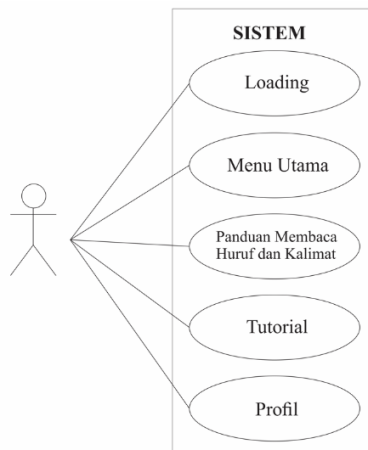 SISTEM
Loading
Menu Utama
Panduan Membaca
Huruf dan Kalimat
Tutorial
Profil